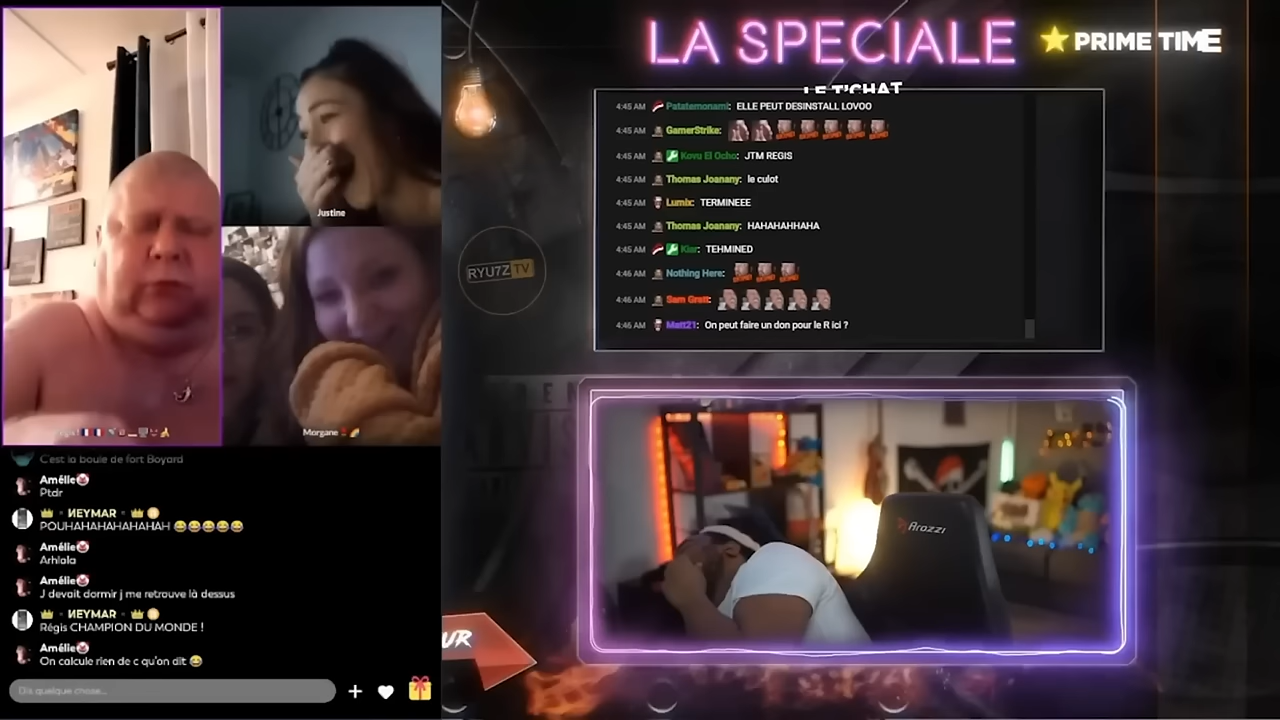 LA SPECIALE
PRIME TIME
LE T'CHAT
4:45 AM Patatemonami: ELLE PEUT DESINSTALL LOVOO
4:45 AM GamerStrike:
4:45 AM Kovu El Ocho: JTM REGIS
4:45 AM Thomas Joanany: le culot
4:45 AM Lumix: TERMINEEE
4:45 AM Thomas Joanany: HAHAHAHHAHA
4:45 AM Kiar: TEHMINED
4:46 AM Nothing Here:
4:46 AM Sam Grett:
4:46 AM Matt21: On peut faire un don pour le R ici ?
RYU7Z TV
Justine
Morgane
C'est la boule de fort Boyard
Amélie
Ptdr
NEYMAR
POUHAHAHAHAHAHAH
Amélie
Arhlala
Amélie
J devait dormir j me retrouve là dessus
NEYMAR
Régis CHAMPION DU MONDE !
Amélie
On calcule rien de c qu'on dit
Dis quelque chose...
UR
Arozzi